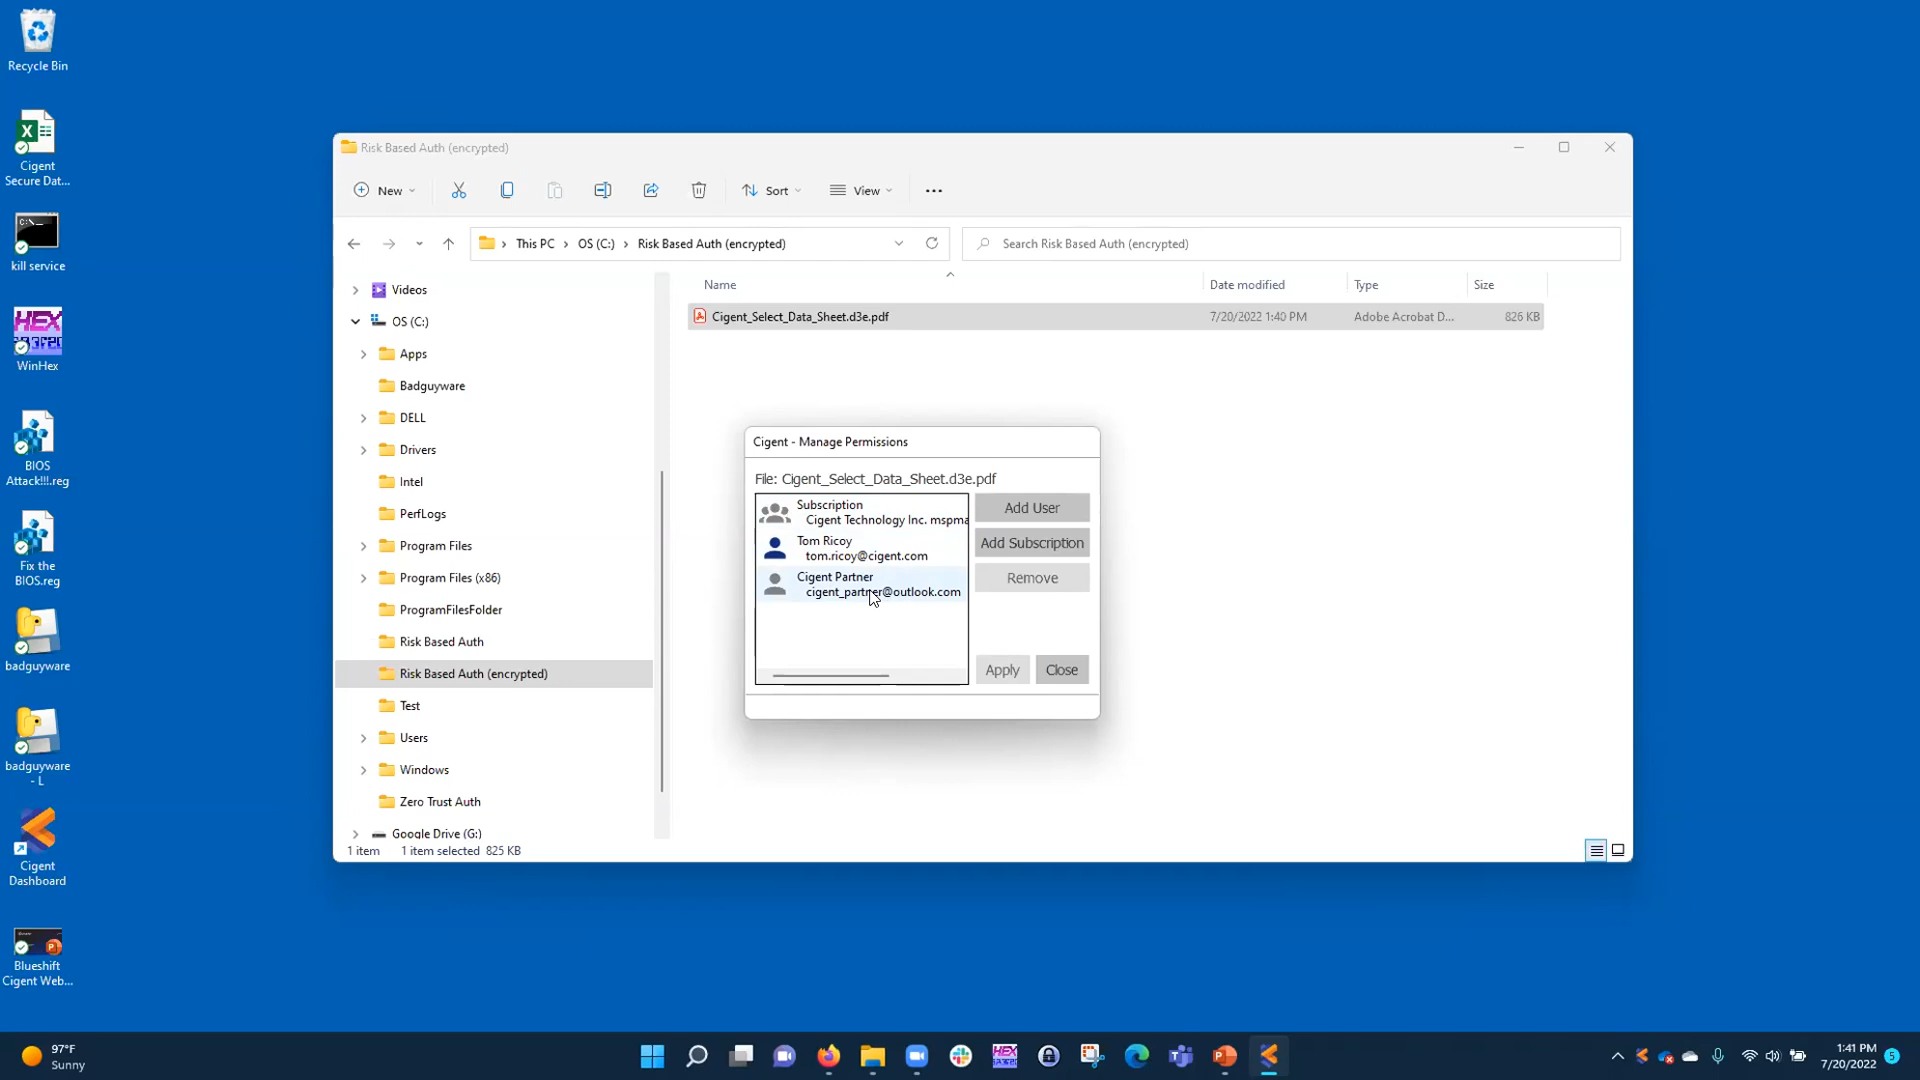 Recycle Bin
Cigent
Secure Dat...
kill service
WinHex
BIOS
Attack!!!.reg
Fix the
BIOS.reg
badguyware
badguyware
- L
Cigent
Dashboard
Blueshift
Cigent Web...
Risk Based Auth (encrypted)
New
Sort
View
This PC
OS (C:)
Risk Based Auth (encrypted)
Search Risk Based Auth (encrypted)
Videos
OS (C:)
Apps
Badguyware
DELL
Drivers
Intel
PerfLogs
Program Files
Program Files (x86)
ProgramFilesFolder
Risk Based Auth
Risk Based Auth (encrypted)
Test
Users
Windows
Zero Trust Auth
Google Drive (G:)
Name
Date modified
Type
Size
Cigent_Select_Data_Sheet.d3e.pdf
7/20/2022 1:40 PM
Adobe Acrobat D...
826 KB
Cigent - Manage Permissions
File: Cigent_Select_Data_Sheet.d3e.pdf
Subscription
Cigent Technology Inc. mspma
Tom Ricoy
tom.ricoy@cigent.com
Cigent Partner
cigent_partner@outlook.com
Add User
Add Subscription
Remove
Apply
Close
1 item
1 item selected 825 KB
97°F
Sunny
HEX
1:41 PM
7/20/2022
5